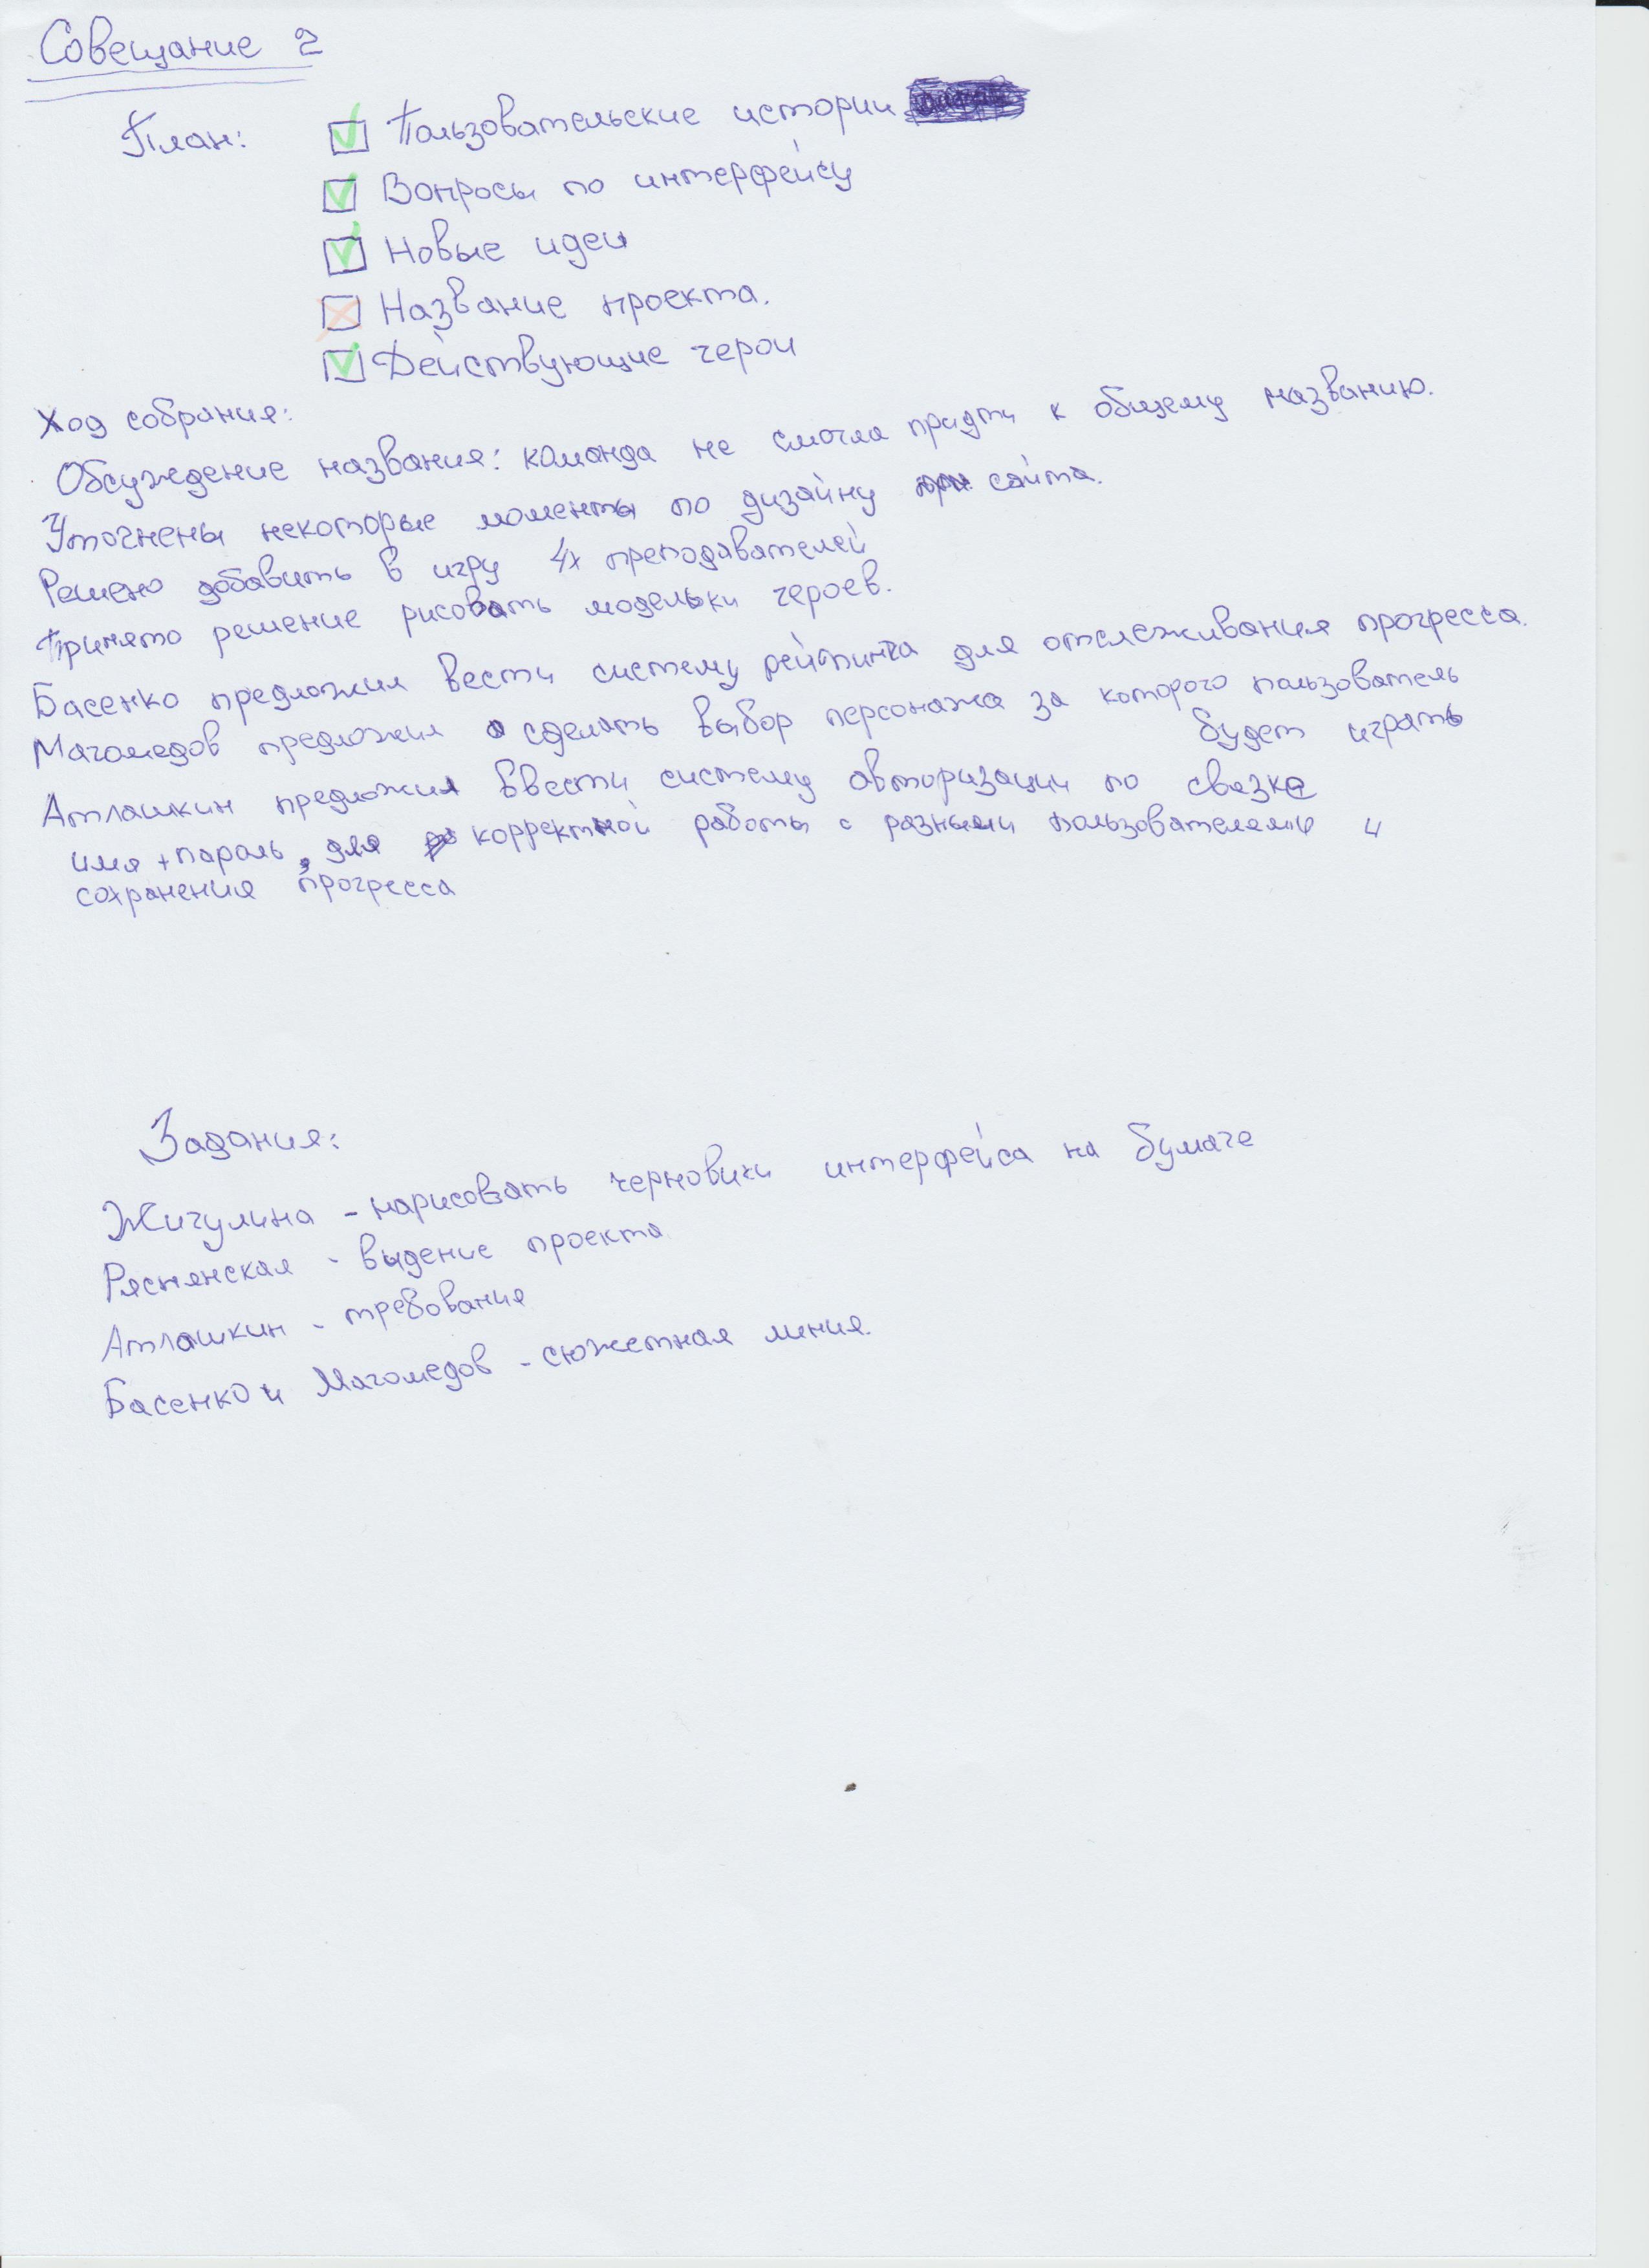 Совещание 2
План:
Пользовательские истории
Вопросы по интерфейсу
Новые идеи
Название проекта.
Действующие герои
Ход собрания:
Обсуждение названия: команда не смогла придти к общему названию.
Уточнены некоторые моменты по дизайну сайта.
Решено добавить в игру 4х преподавателей
Принято решение рисовать модельки героев.
Басенко предложил вести систему рейтинга для отслеживания прогресса.
Магомедов предложил сделать выбор персонажа за которого пользователь
будет играть
Атлашкин предложил ввести систему авторизации по связке
имя + пароль, для корректной работы с разными пользователями и
сохранения прогресса
Задания:
Жигулина - нарисовать черновики интерфейса на бумаге
Ряснянская - видение проекта
Атлашкин - требования
Басенко и Магомедов - сюжетная линия.